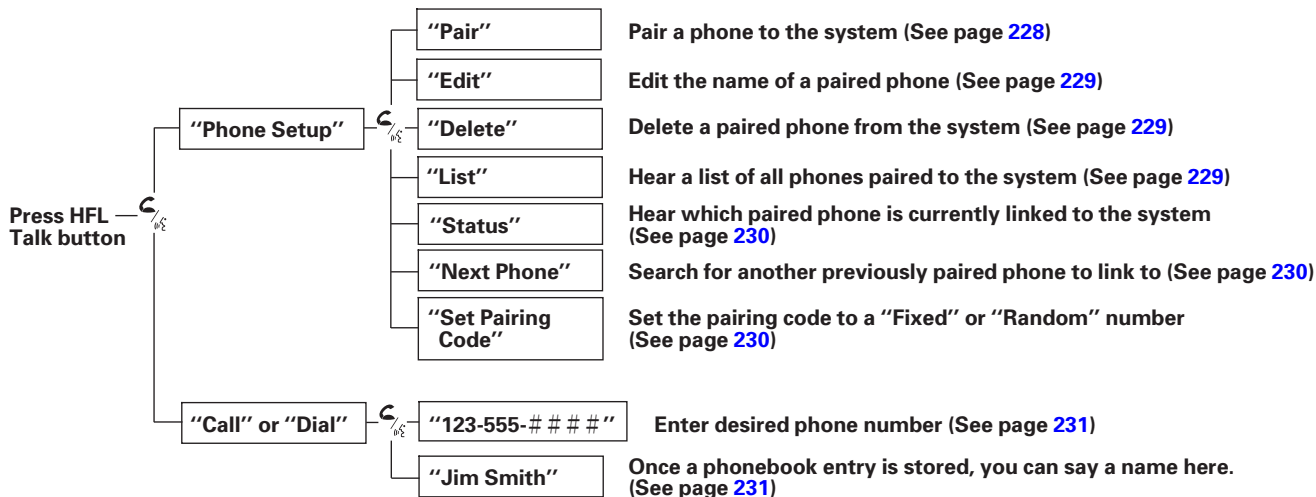 “Pair” Pair a phone to the system (See page 228)
“Edit” Edit the name of a paired phone (See page 229)
“Phone Setup” “Delete” Delete a paired phone from the system (See page 229)
“List” Hear a list of all phones paired to the system (See page 229)
Press HFL
Talk button
“Status” Hear which paired phone is currently linked to the system
(See page 230)
“Next Phone” Search for another previously paired phone to link to (See page 230)
“Set Pairing
Code”
Set the pairing code to a “Fixed” or “Random” number
(See page 230)
“Call” or “Dial” “123-555-####” Enter desired phone number (See page 231)
“Jim Smith” Once a phonebook entry is stored, you can say a name here.
(See page 231)